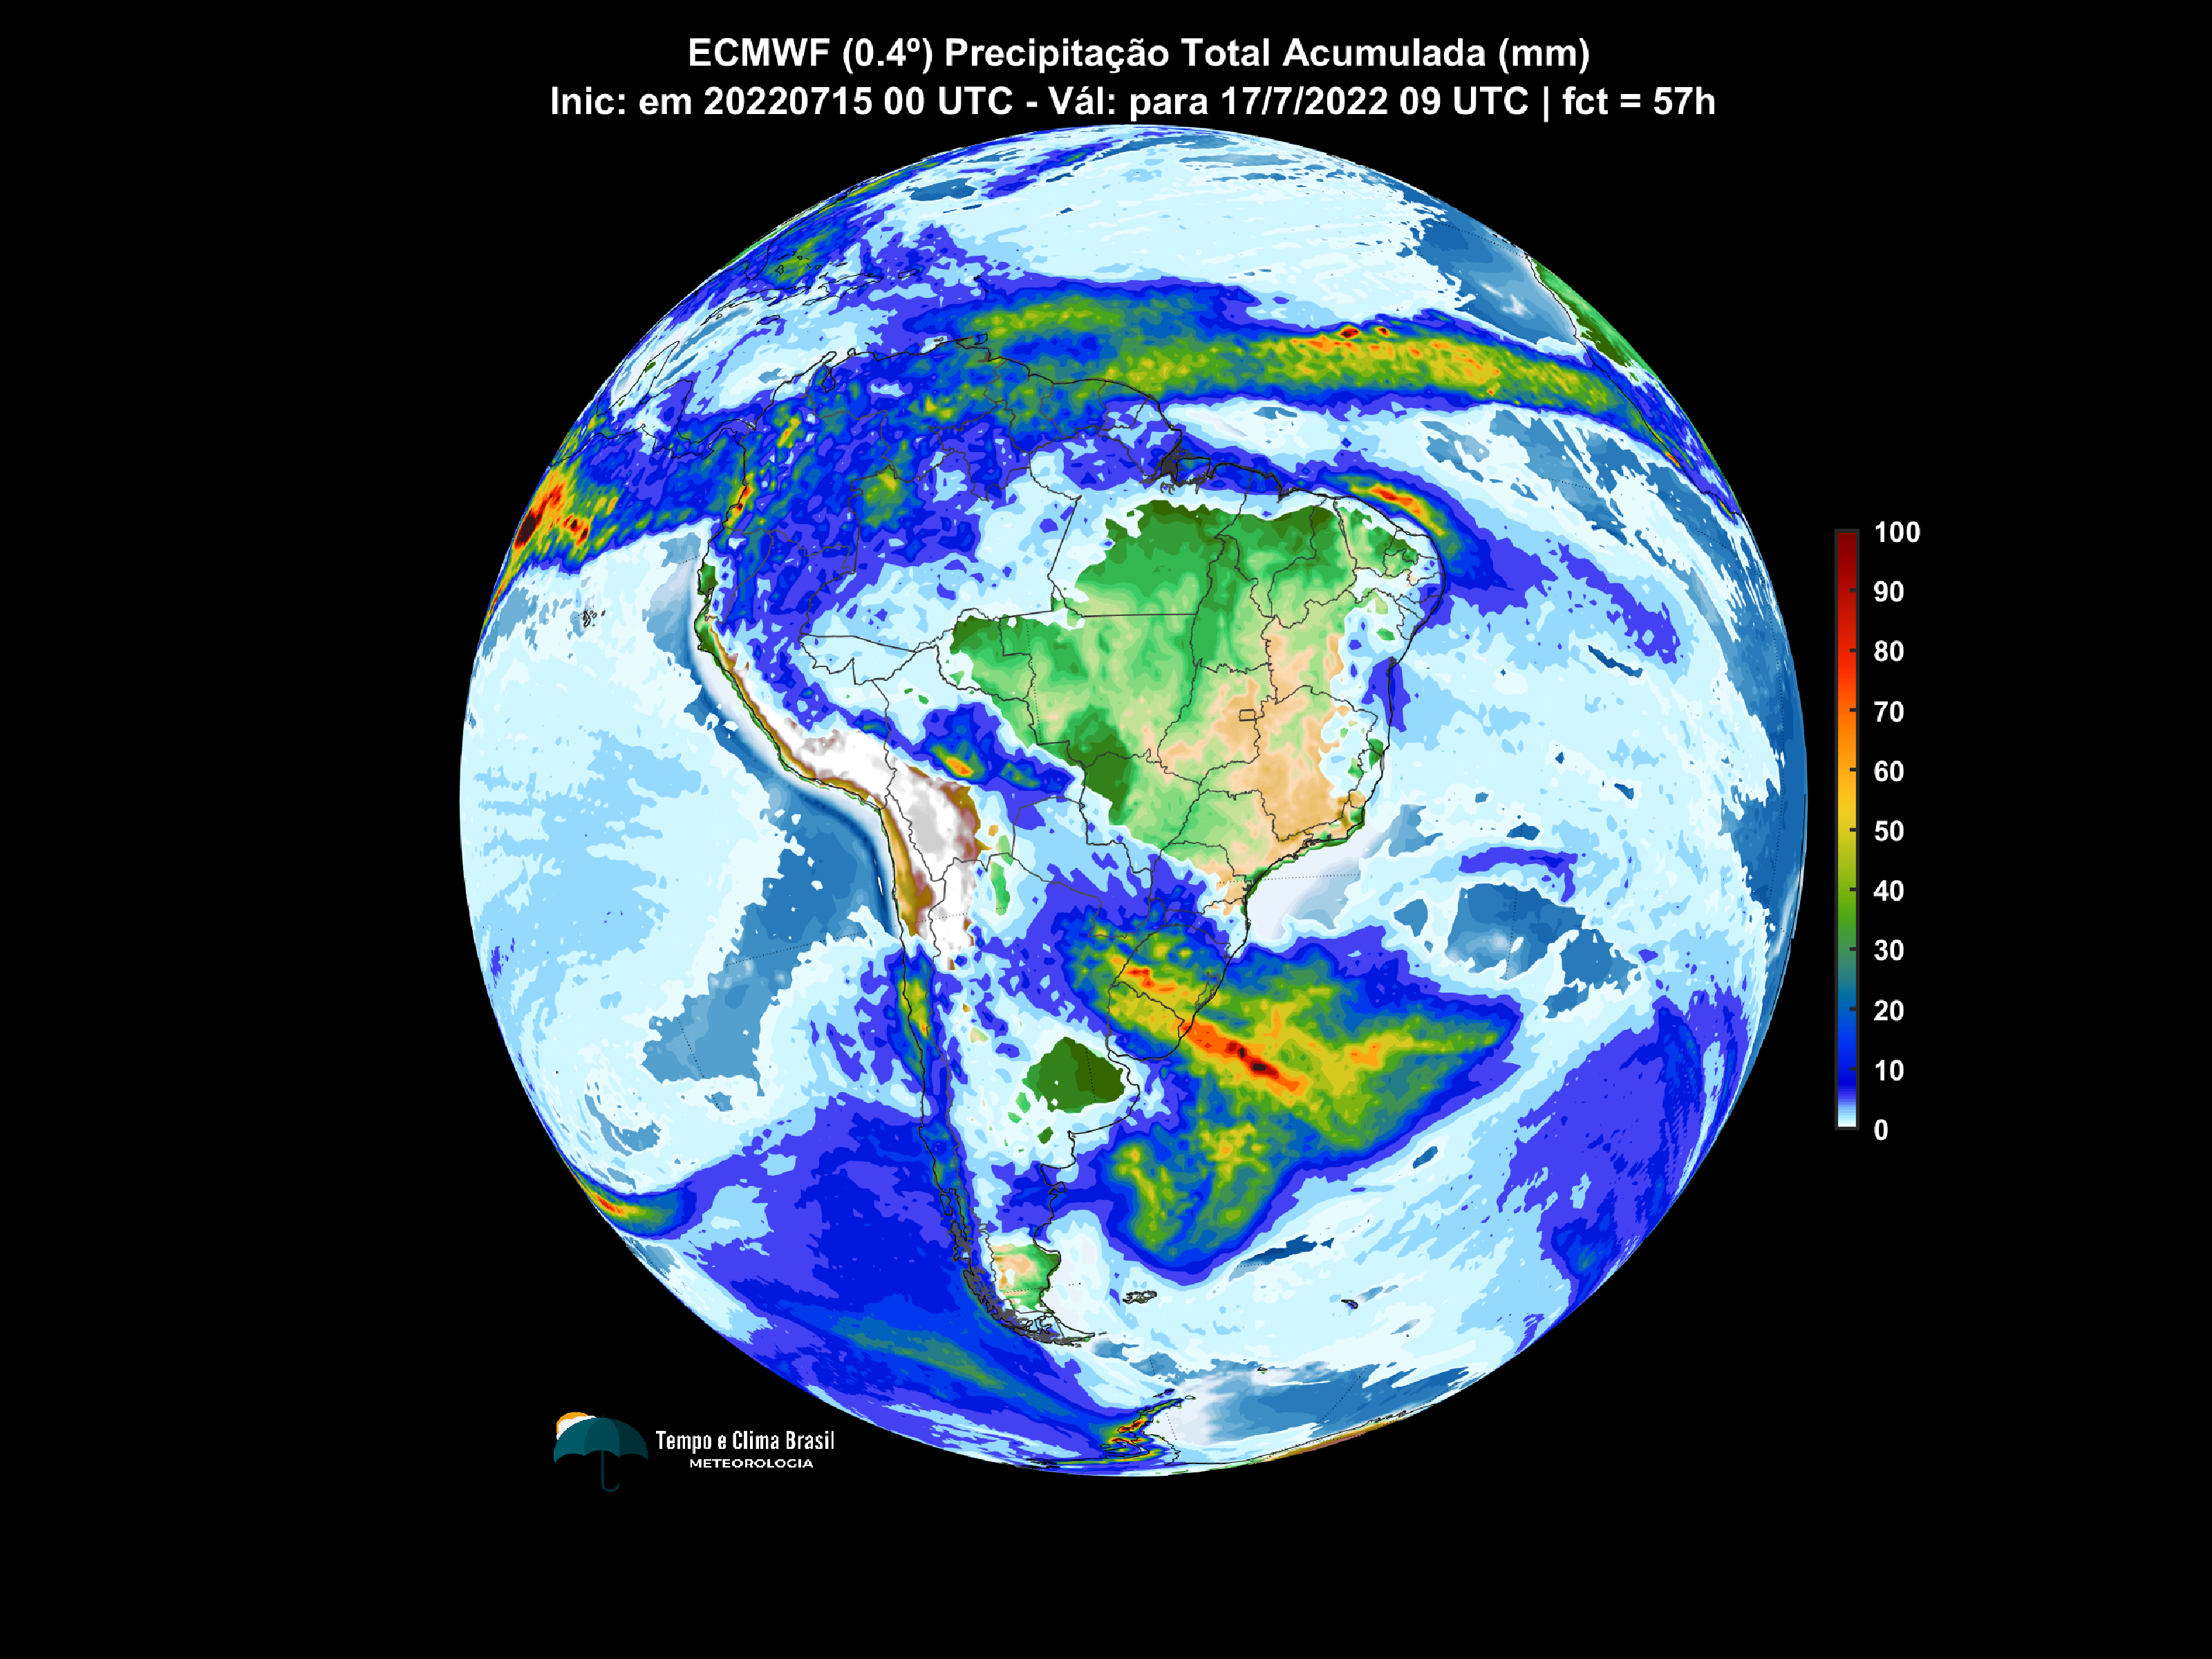 ECMWF (0.4º) Precipitação Total Acumulada (mm)
Inic: em 20220715 00 UTC - Vál: para 17/7/2022 09 UTC | fct = 57h
100
90
80
70
60
50
40
30
20
10
0
Tempo e Clima Brasil
METEOROLOGIA